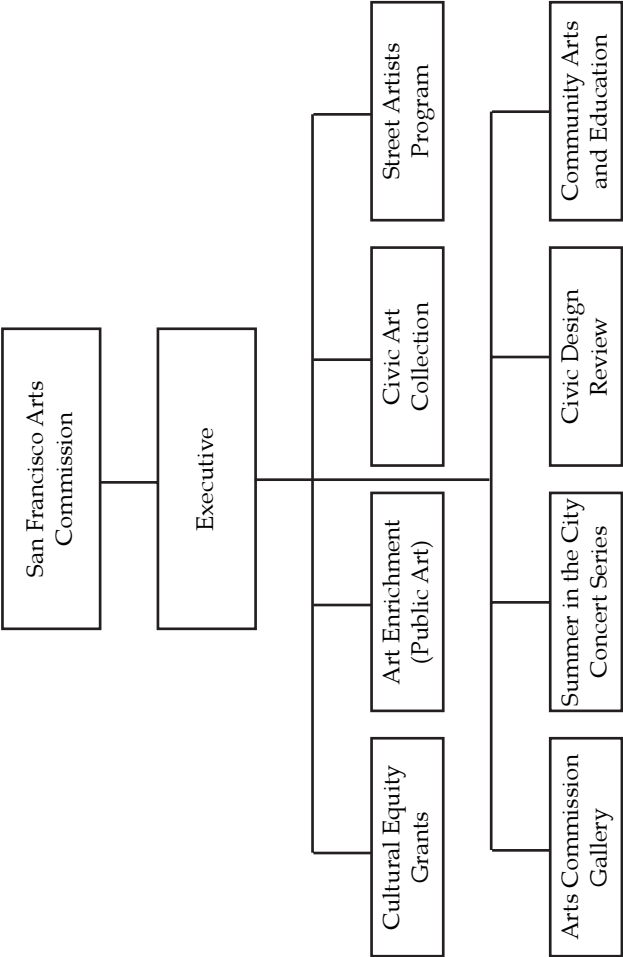 San Francisco Arts
Commission
Executive
Cultural Equity
Grants
Art Enrichment
(Public Art)
Civic Art
Collection
Street Artists
Program
Arts Commission
Gallery
Summer in the City
Concert Series
Civic Design
Review
Community Arts
and Education